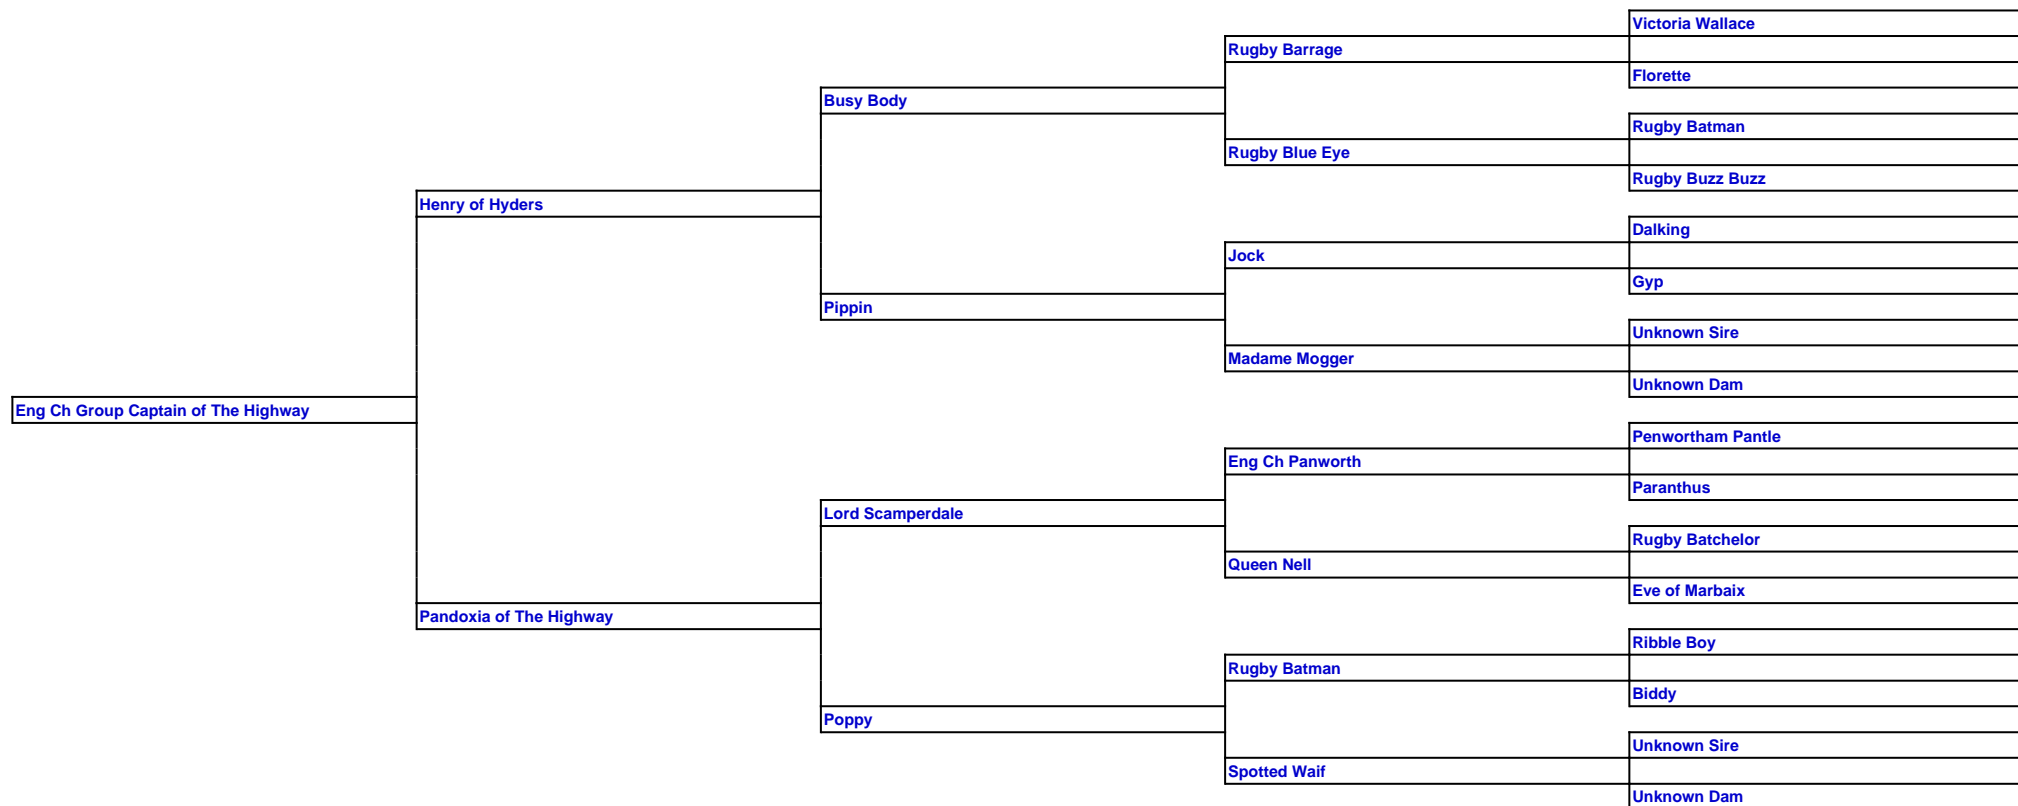 Victoria Wallace
Rugby Barrage
Florette
Busy Body
Rugby Batman
Rugby Blue Eye
Rugby Buzz Buzz
Henry of Hyders
Dalking
Jock
Gyp
Pippin
Unknown Sire
Madame Mogger
Unknown Dam
Eng Ch Group Captain of The Highway
Penwortham Pantle
Eng Ch Panworth
Paranthus
Lord Scamperdale
Rugby Batchelor
Queen Nell
Eve of Marbaix
Pandoxia of The Highway
Ribble Boy
Rugby Batman
Biddy
Poppy
Unknown Sire
Spotted Waif
Unknown Dam